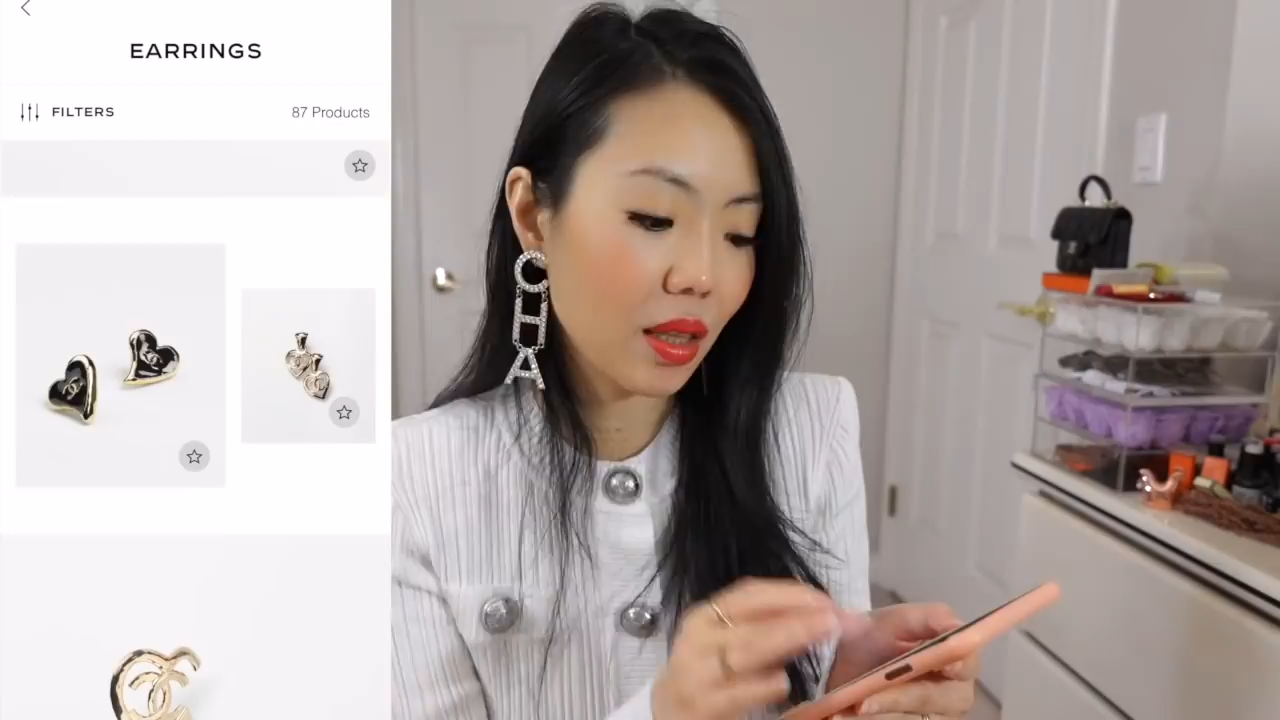 EARRINGS
FILTERS
87 Products
C
H
A